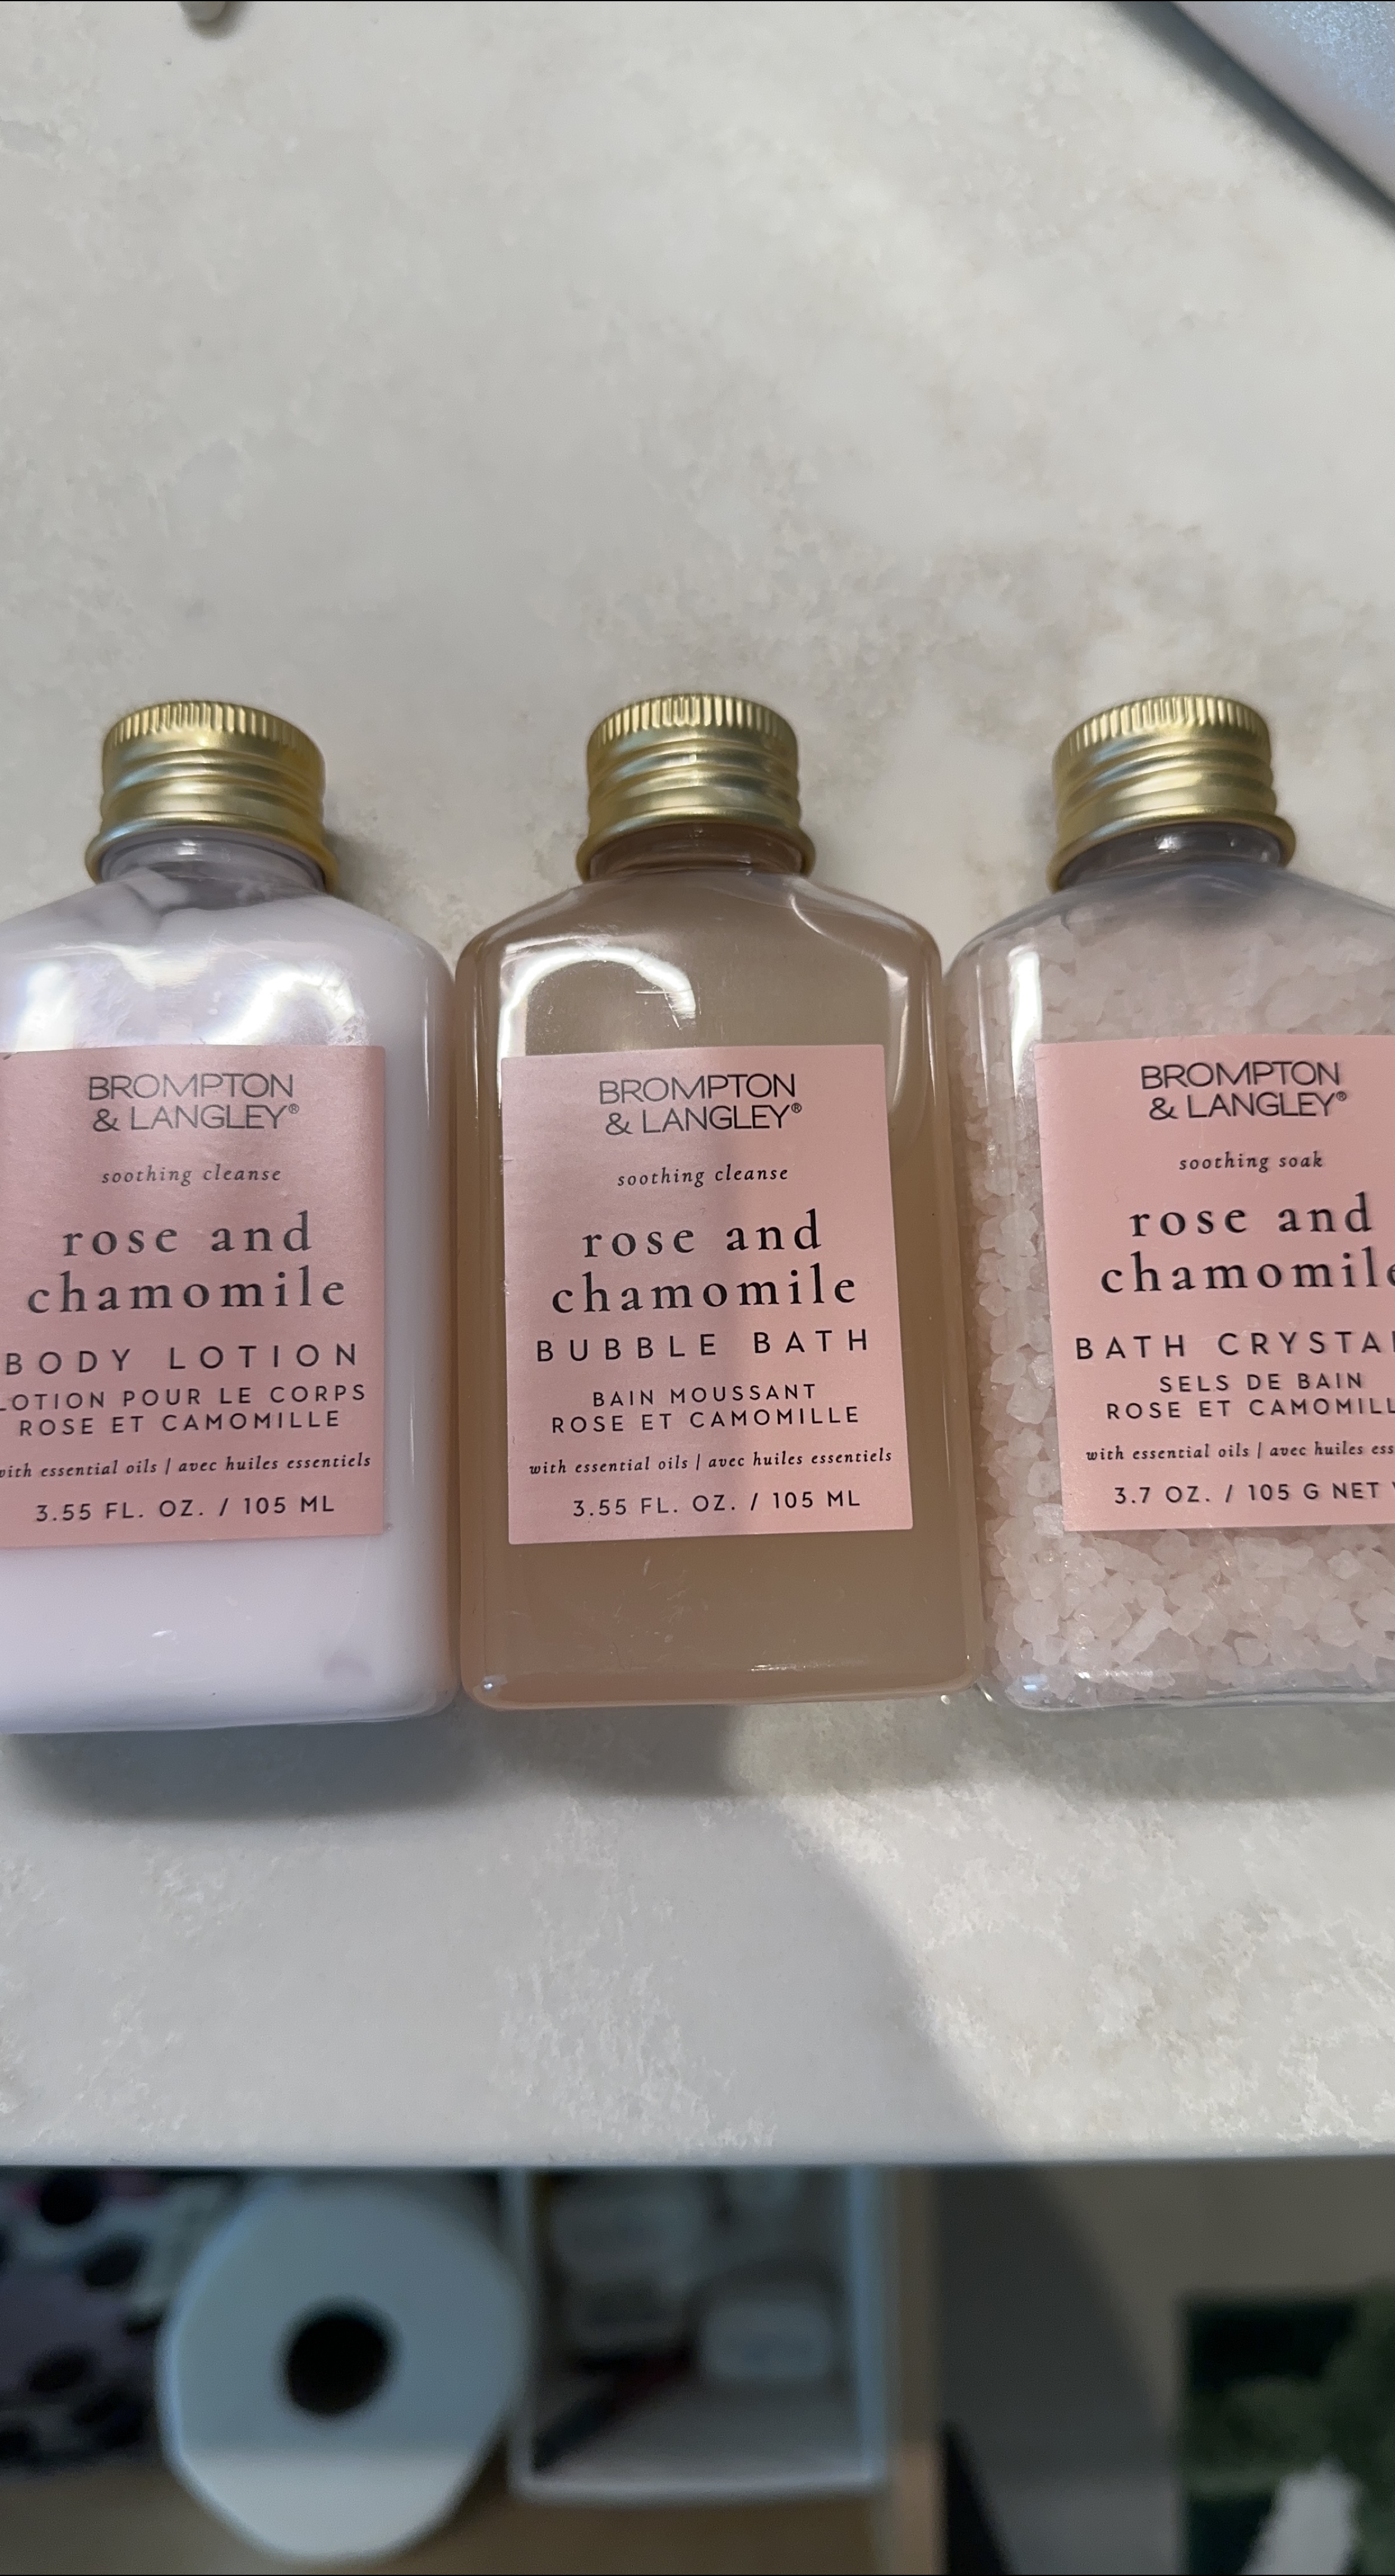 BROMPTON
& LANGLEY®
soothing cleanse
rose and
chamomile
BODY LOTION
LOTION POUR LE CORPS
ROSE ET CAMOMILLE
with essential oils | avec huiles essentiels
3.55 FL. OZ. / 105 ML
BROMPTON
& LANGLEY®
soothing cleanse
rose and
chamomile
BUBBLE BATH
BAIN MOUSSANT
ROSE ET CAMOMILLE
with essential oils | avec huiles essentiels
3.55 FL. OZ. / 105 ML
BROMPTON
& LANGLEY®
soothing soak
rose and
chamomile
BATH CRYSTA
SELS DE BAIN
ROSE ET CAMOMILL
with essential oils | avec huiles ess
3.7 OZ. / 105 G NET